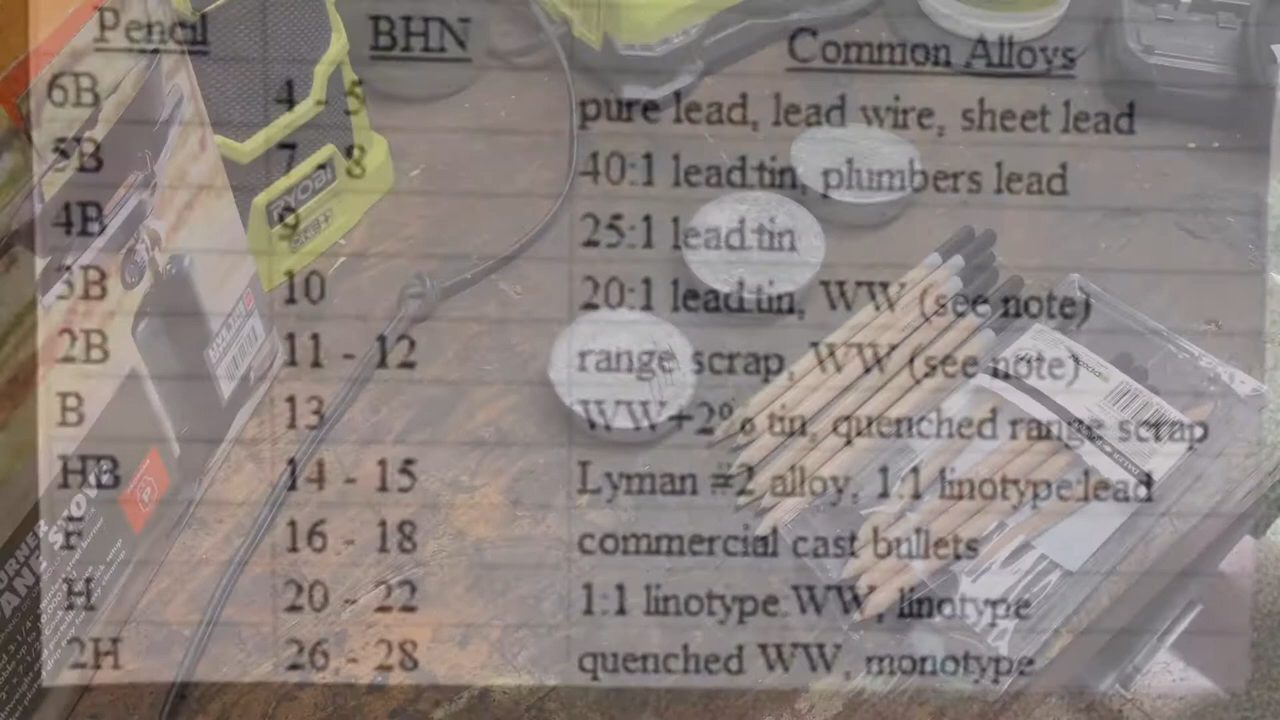 Pencil BHN Common Alloys
6B 4 - 5 pure lead, lead wire, sheet lead
5B 7 - 8 40:1 lead:tin, plumbers lead
4B 9 25:1 lead:tin
3B 10 20:1 lead:tin, WW (see note)
2B 11 - 12 range scrap, WW (see note)
B 13 WW+2% tin, quenched range scrap
HB 14 - 15 Lyman #2 alloy, 1:1 linotype:lead
F 16 - 18 commercial cast bullets
H 20 - 22 1:1 linotype:WW, linotype
2H 26 - 28 quenched WW, monotype
RYOBI
ONE+
STOVE